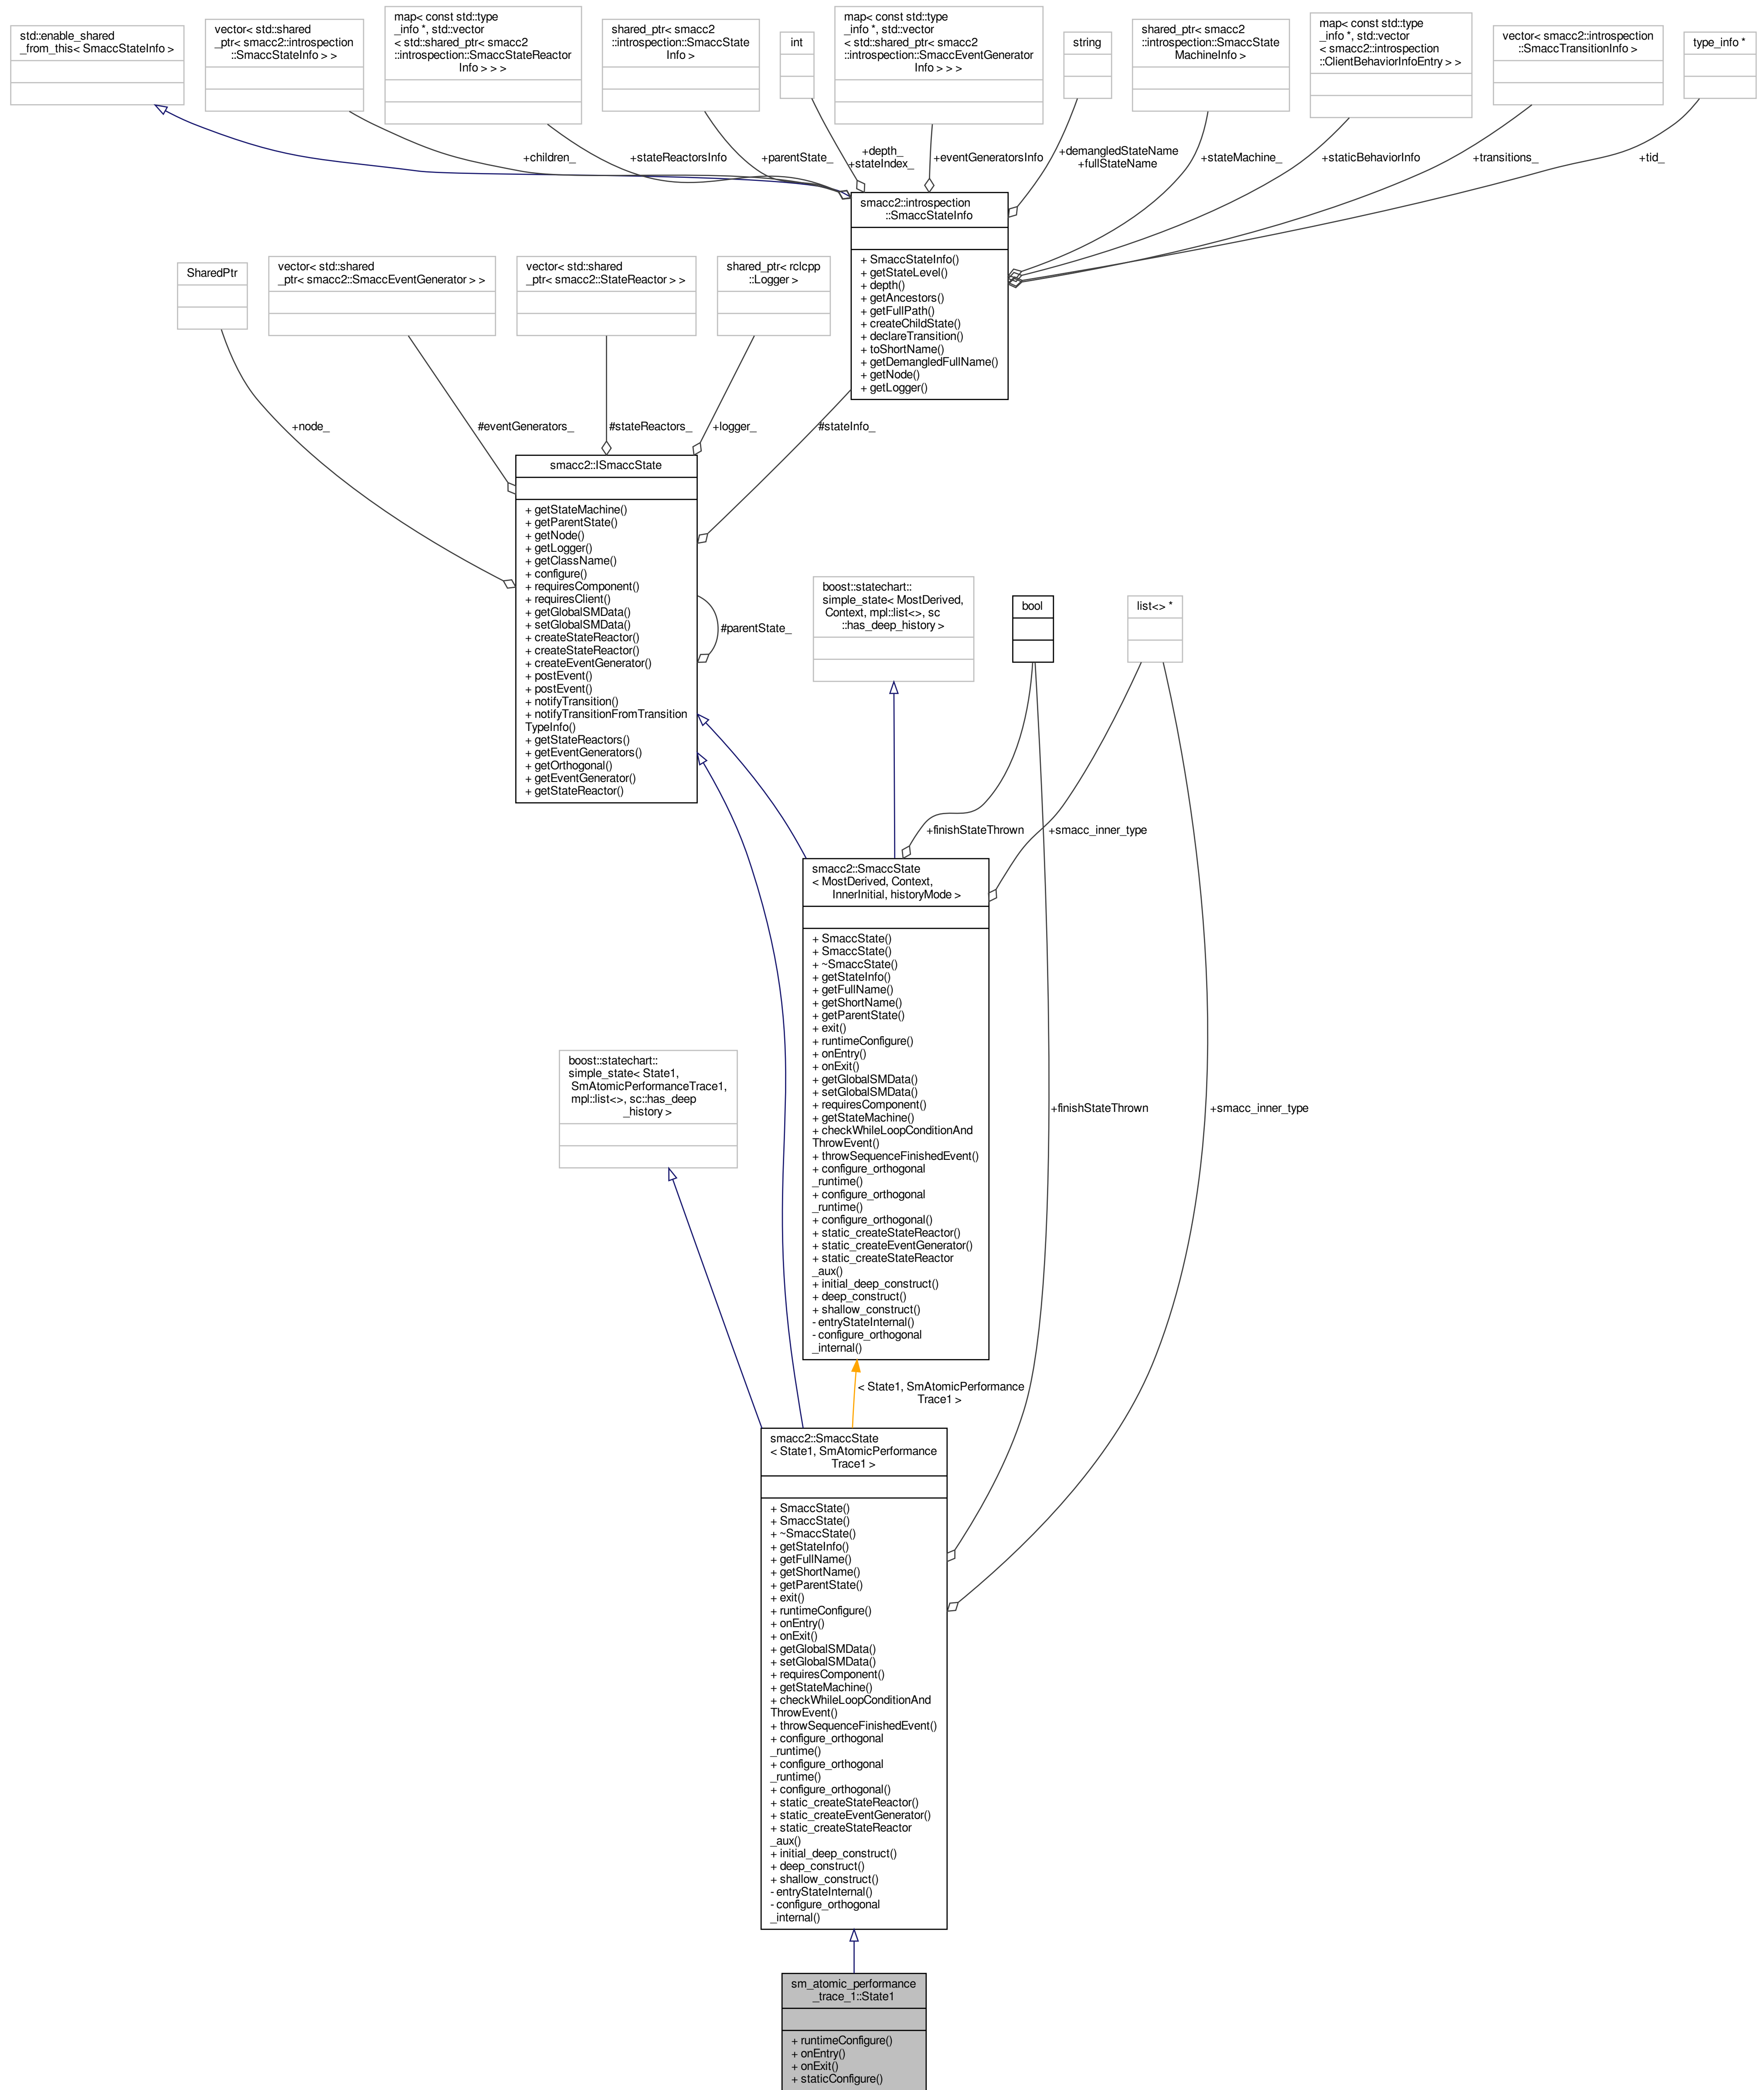 std::enable_shared
_from_this< SmaccStateInfo >
vector< std::shared
_ptr< smacc2::introspection
::SmaccStateInfo > >
map< const std::type
_info *, std::vector
< std::shared_ptr< smacc2
::introspection::SmaccStateReactor
Info > > >
shared_ptr< smacc2
::introspection::SmaccState
Info >
int
map< const std::type
_info *, std::vector
< std::shared_ptr< smacc2
::introspection::SmaccEventGenerator
Info > > >
string
shared_ptr< smacc2
::introspection::SmaccState
MachineInfo >
map< const std::type
_info *, std::vector
< smacc2::introspection
::ClientBehaviorInfoEntry > >
vector< smacc2::introspection
::SmaccTransitionInfo >
type_info *
+children_
+stateReactorsInfo
+parentState_
+depth_
+stateIndex_
+eventGeneratorsInfo
+demangledStateName
+fullStateName
+stateMachine_
+staticBehaviorInfo
+transitions_
+tid_
smacc2::introspection
::SmaccStateInfo
+ SmaccStateInfo()
+ getStateLevel()
+ depth()
+ getAncestors()
+ getFullPath()
+ createChildState()
+ declareTransition()
+ toShortName()
+ getDemangledFullName()
+ getNode()
+ getLogger()
SharedPtr
vector< std::shared
_ptr< smacc2::SmaccEventGenerator > >
vector< std::shared
_ptr< smacc2::StateReactor > >
shared_ptr< rclcpp
::Logger >
+node_
#eventGenerators_
#stateReactors_
+logger_
#stateInfo_
smacc2::ISmaccState
+ getStateMachine()
+ getParentState()
+ getNode()
+ getLogger()
+ getClassName()
+ configure()
+ requiresComponent()
+ requiresClient()
+ getGlobalSMData()
+ setGlobalSMData()
+ createStateReactor()
+ createStateReactor()
+ createEventGenerator()
+ postEvent()
+ postEvent()
+ notifyTransition()
+ notifyTransitionFromTransition
TypeInfo()
+ getStateReactors()
+ getEventGenerators()
+ getOrthogonal()
+ getEventGenerator()
+ getStateReactor()
#parentState_
boost::statechart::
simple_state< MostDerived,
Context, mpl::list<>, sc
::has_deep_history >
bool
list<> *
+finishStateThrown
+smacc_inner_type
smacc2::SmaccState
< MostDerived, Context,
InnerInitial, historyMode >
+ SmaccState()
+ SmaccState()
+ ~SmaccState()
+ getStateInfo()
+ getFullName()
+ getShortName()
+ getParentState()
+ exit()
+ runtimeConfigure()
+ onEntry()
+ onExit()
+ getGlobalSMData()
+ setGlobalSMData()
+ requiresComponent()
+ getStateMachine()
+ checkWhileLoopConditionAnd
ThrowEvent()
+ throwSequenceFinishedEvent()
+ configure_orthogonal
_runtime()
+ configure_orthogonal
_runtime()
+ configure_orthogonal()
+ static_createStateReactor()
+ static_createEventGenerator()
+ static_createStateReactor
_aux()
+ initial_deep_construct()
+ deep_construct()
+ shallow_construct()
- entryStateInternal()
- configure_orthogonal
_internal()
boost::statechart::
simple_state< State1,
SmAtomicPerformanceTrace1,
mpl::list<>, sc::has_deep
_history >
+finishStateThrown
+smacc_inner_type
< State1, SmAtomicPerformance
Trace1 >
smacc2::SmaccState
< State1, SmAtomicPerformance
Trace1 >
+ SmaccState()
+ SmaccState()
+ ~SmaccState()
+ getStateInfo()
+ getFullName()
+ getShortName()
+ getParentState()
+ exit()
+ runtimeConfigure()
+ onEntry()
+ onExit()
+ getGlobalSMData()
+ setGlobalSMData()
+ requiresComponent()
+ getStateMachine()
+ checkWhileLoopConditionAnd
ThrowEvent()
+ throwSequenceFinishedEvent()
+ configure_orthogonal
_runtime()
+ configure_orthogonal
_runtime()
+ configure_orthogonal()
+ static_createStateReactor()
+ static_createEventGenerator()
+ static_createStateReactor
_aux()
+ initial_deep_construct()
+ deep_construct()
+ shallow_construct()
- entryStateInternal()
- configure_orthogonal
_internal()
sm_atomic_performance
_trace_1::State1
+ runtimeConfigure()
+ onEntry()
+ onExit()
+ staticConfigure()